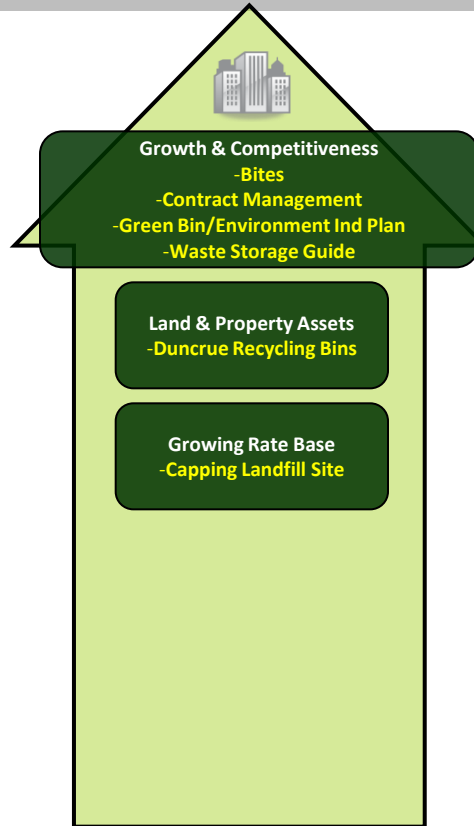 Growth & Competitiveness
-Bites
-Contract Management
-Green Bin/Environment Ind Plan
-Waste Storage Guide
Land & Property Assets
-Duncrue Recycling Bins
Growing Rate Base
-Capping Landfill Site